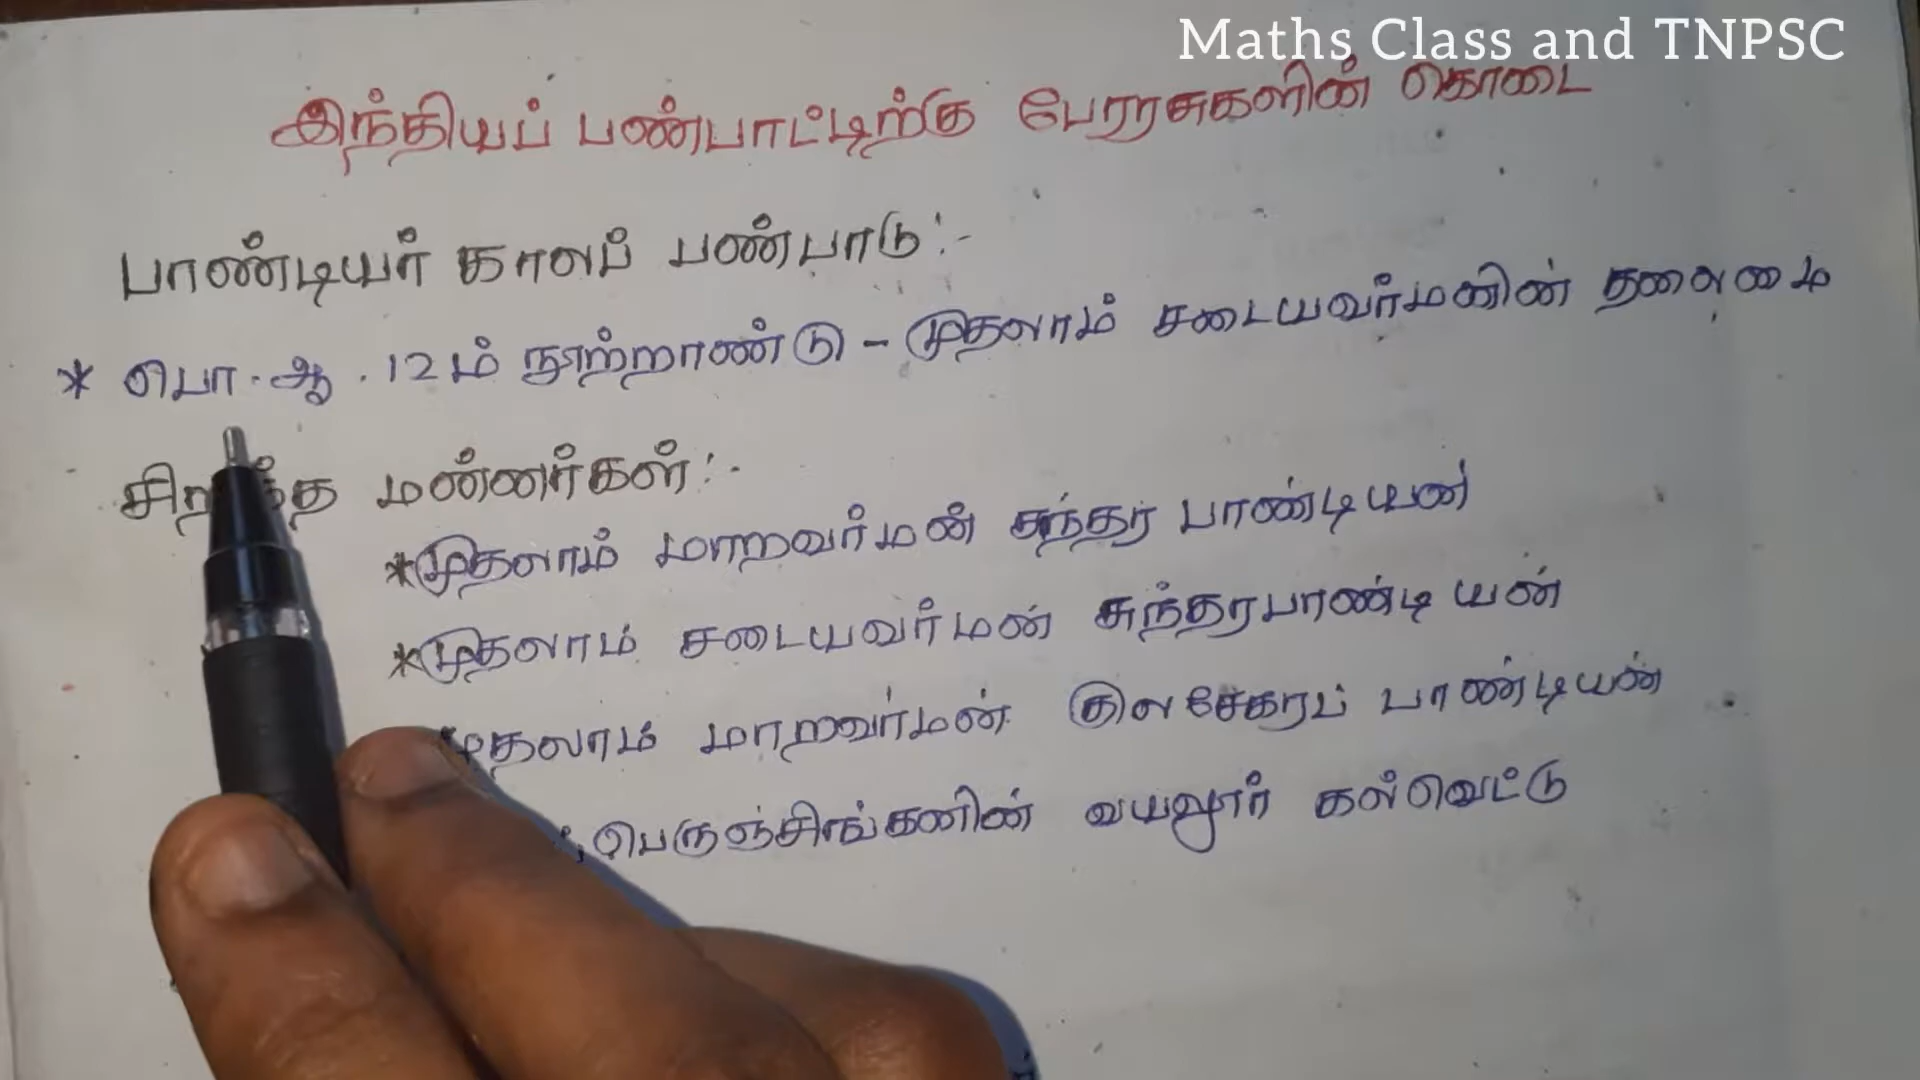 Maths Class and TNPSC
இந்தியப் பண்பாட்டிற்கு பேரரசுகளின் கொடை
பாண்டியர் காலப் பண்பாடு:-
* பொ.ஆ. 12ம் நூற்றாண்டு - முதலாம் சடையவர்மனின் தலைமை
சிறந்த மன்னர்கள்:-
*முதலாம் மாறவர்மன் சுந்தர பாண்டியன்
*முதலாம் சடையவர்மன் சுந்தரபாண்டியன்
முதலாம் மாறவர்மன் குலசேகரப் பாண்டியன்
பெருஞ்சிங்கனின் வயலூர் கல்வெட்டு